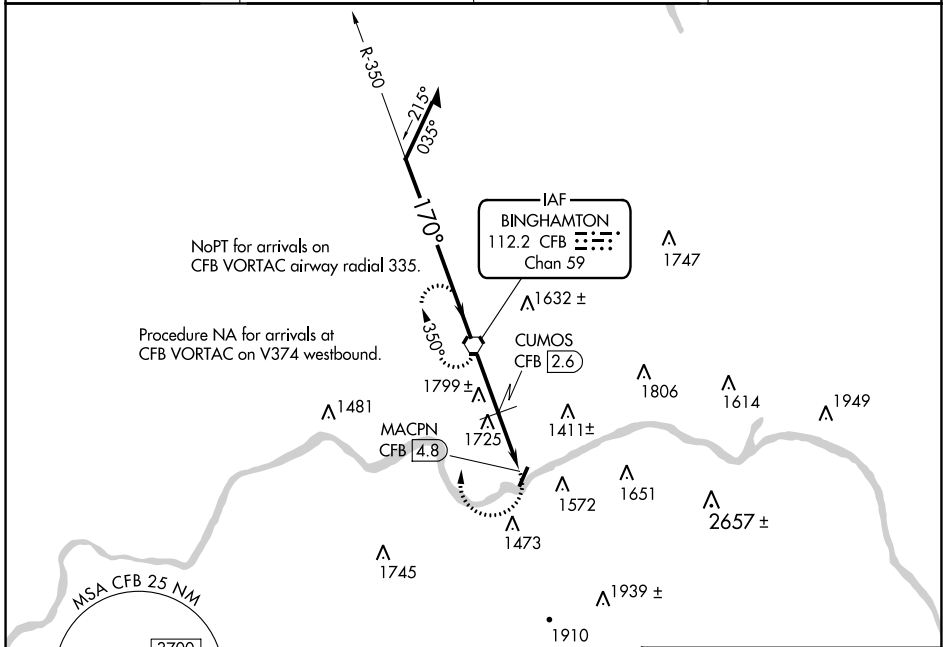 R-350
215°
035°
170°
IAF
BINGHAMTON
112.2 CFB
Chan 59
1747
NoPT for arrivals on
CFB VORTAC airway radial 335.
1632 ±
Procedure NA for arrivals at
CFB VORTAC on V374 westbound.
350°
CUMOS
CFB 2.6
1799 ±
1806
1614
1481
1949
1725
1411±
MACPN
CFB 4.8
1572
1651
2657 ±
1473
1745
1939 ±
1910
MSA CFB 25 NM